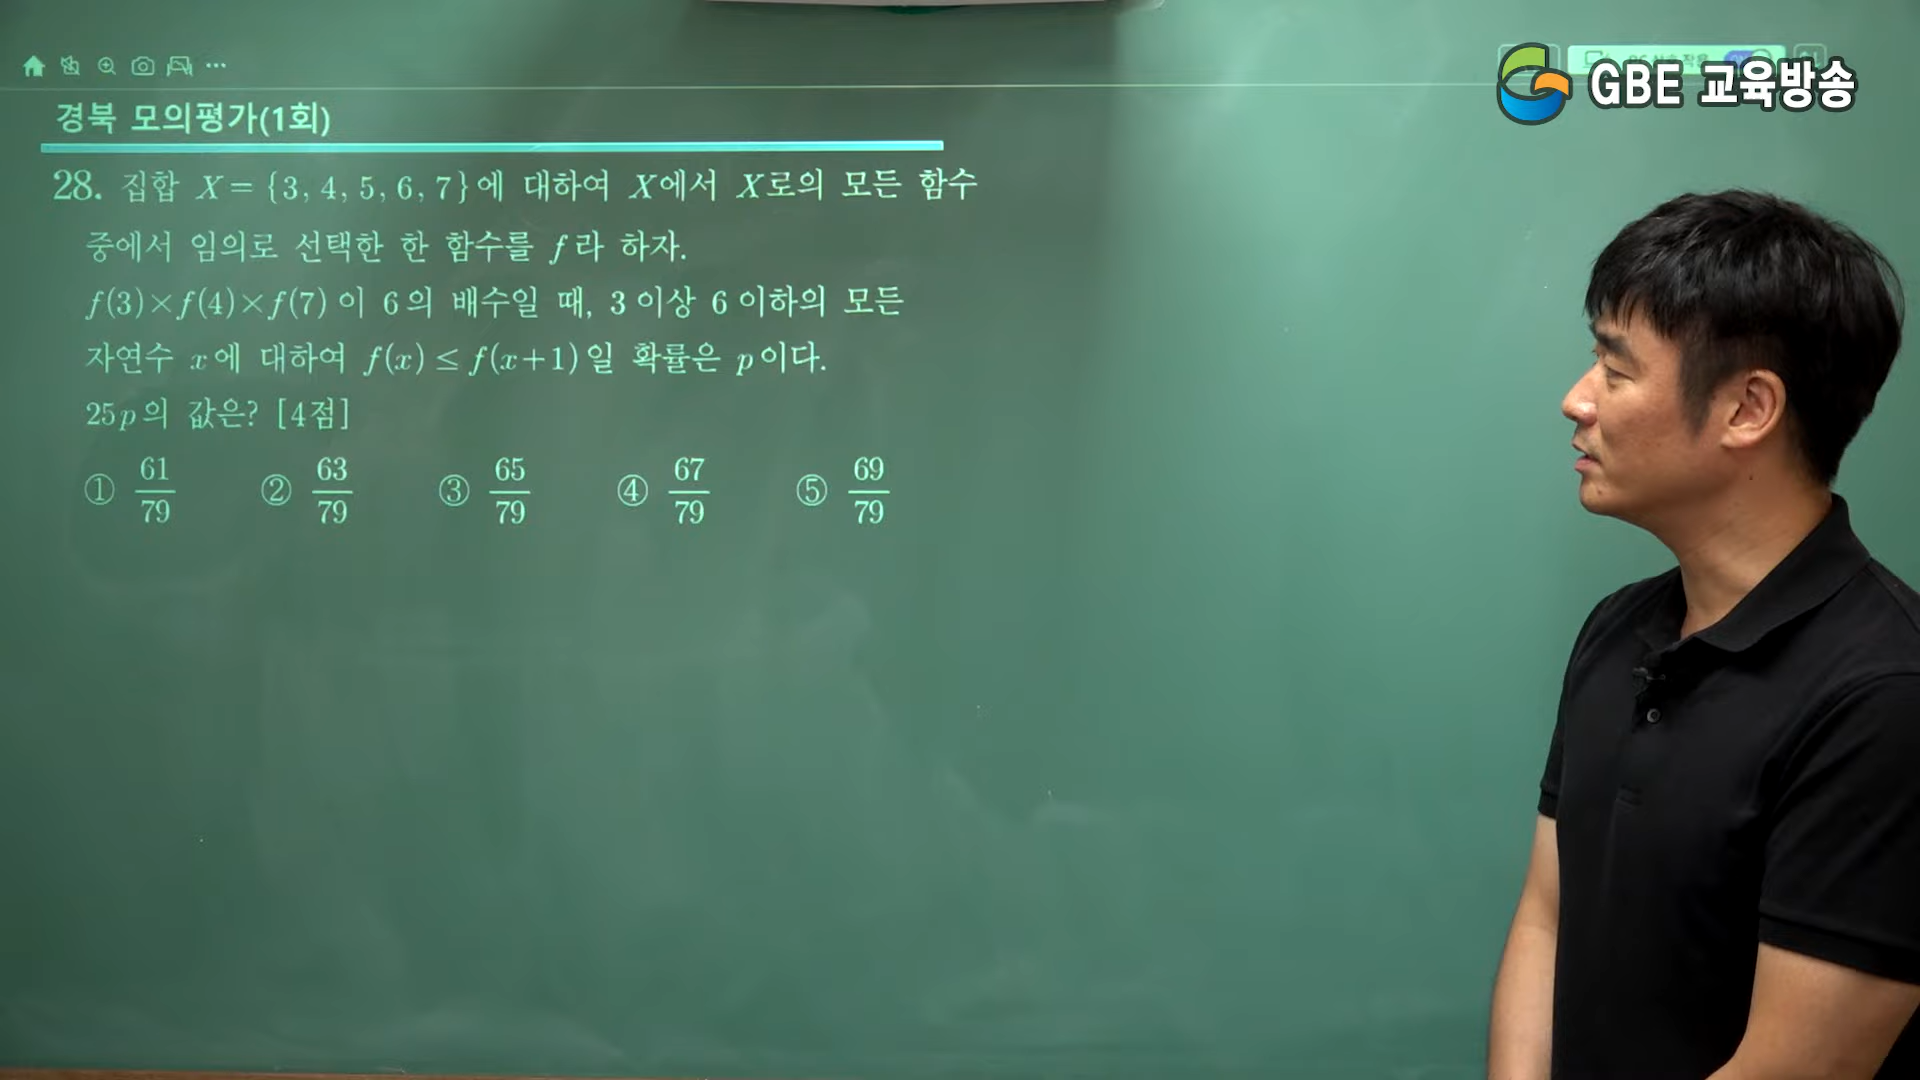 GBE 교육방송
경북 모의평가(1회)
28. 집합 X = {3, 4, 5, 6, 7}에 대하여 X에서 X로의 모든 함수
중에서 임의로 선택한 한 함수를 f라 하자.
f(3)×f(4)×f(7)이 6의 배수일 때, 3 이상 6 이하의 모든
자연수 x에 대하여 f(x) ≤ f(x+1)일 확률은 p이다.
25p의 값은? [4점]
① 61/79 ② 63/79 ③ 65/79 ④ 67/79 ⑤ 69/79